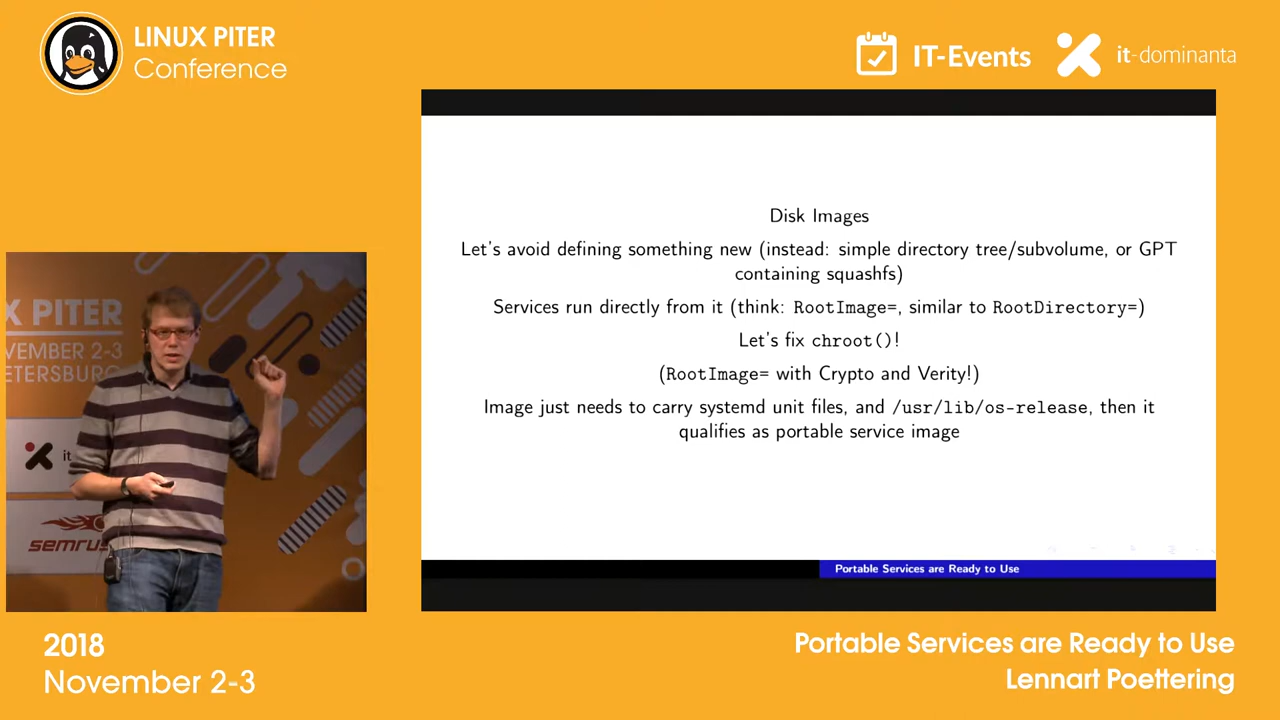 LINUX PITER
Conference
IT-Events
it-dominanta
Disk Images
Let's avoid defining something new (instead: simple directory tree/subvolume, or GPT
containing squashfs)
Services run directly from it (think: RootImage=, similar to RootDirectory=)
Let's fix chroot()!
(RootImage= with Crypto and Verity!)
Image just needs to carry systemd unit files, and /usr/lib/os-release, then it
qualifies as portable service image
Portable Services are Ready to Use
X PITER
VEMBER 2-3
ETERSBURG
it
semrus
2018
November 2-3
Portable Services are Ready to Use
Lennart Poettering